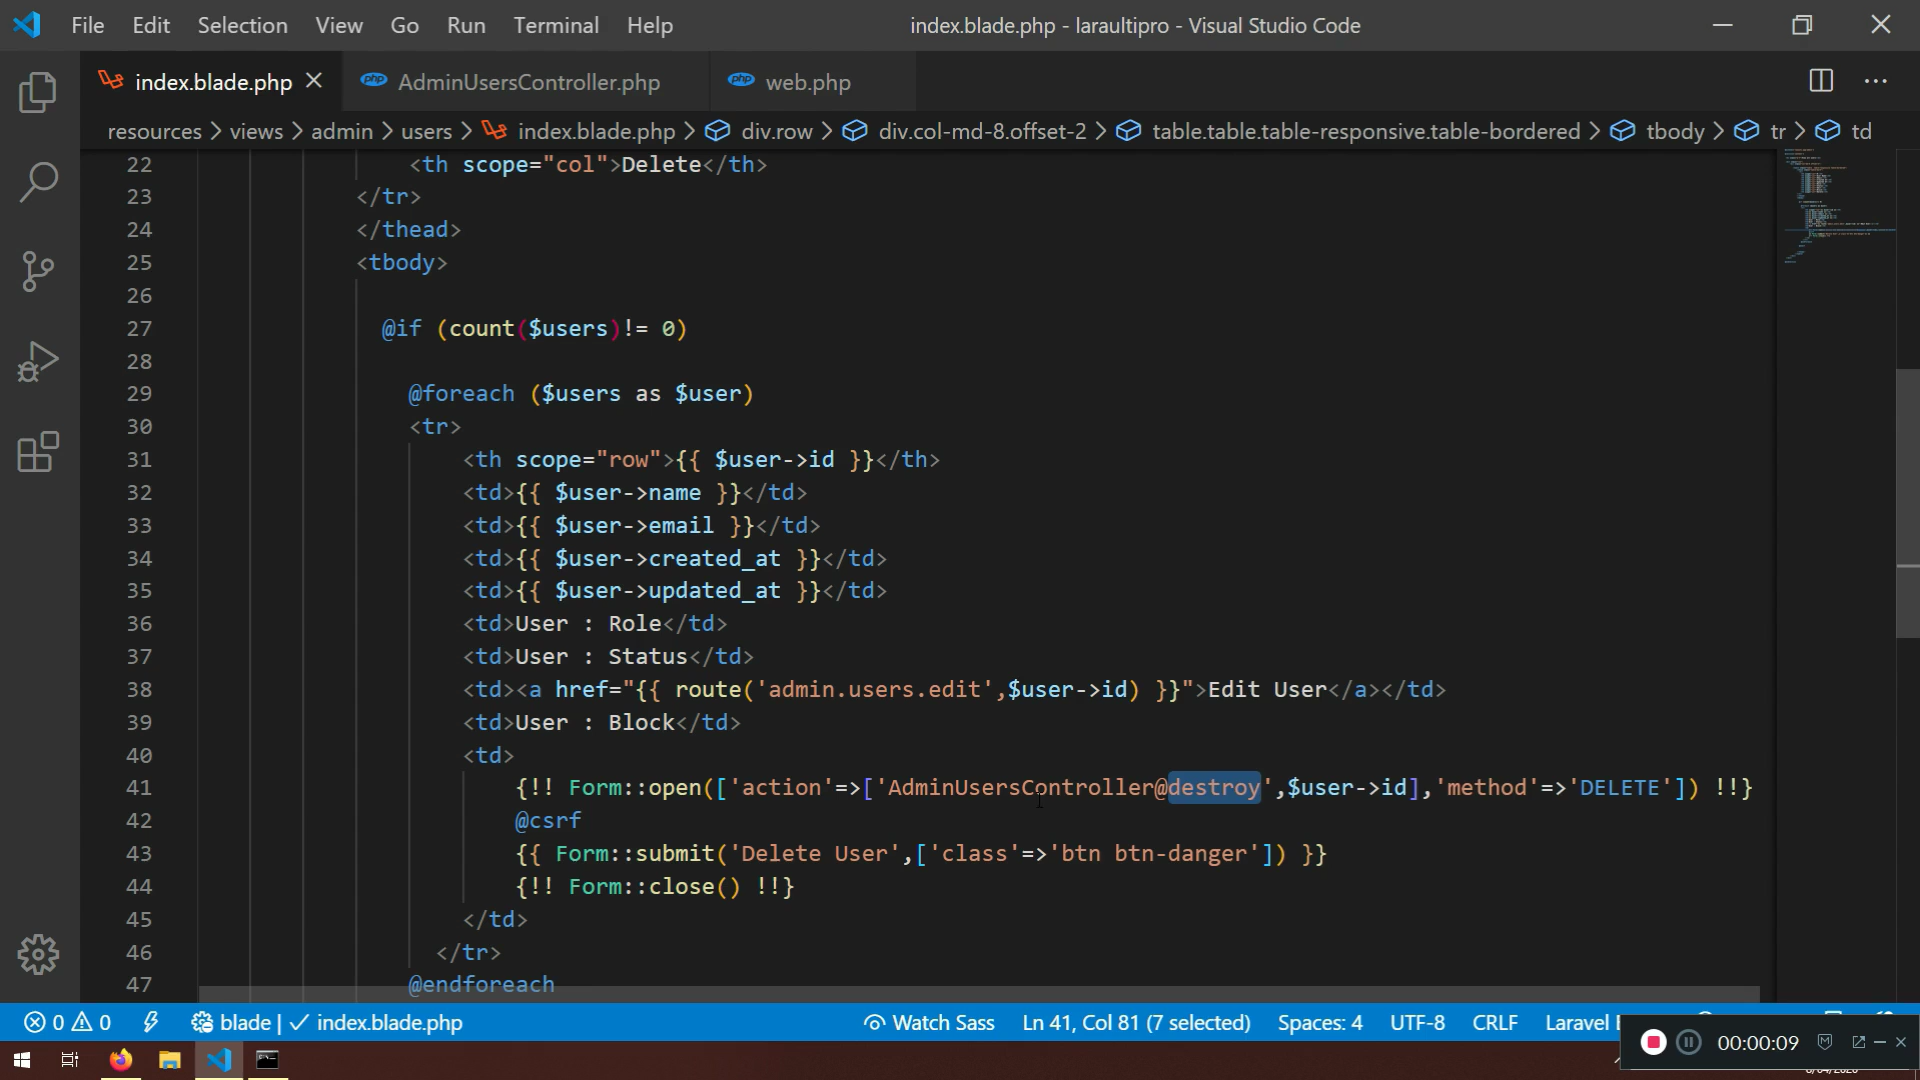 File Edit Selection View Go Run Terminal Help
index.blade.php - laraultipro - Visual Studio Code
index.blade.php
AdminUsersController.php
web.php
resources > views > admin > users > index.blade.php > div.row > div.col-md-8.offset-2 > table.table.table-responsive.table-bordered > tbody > tr > td
22 <th scope="col">Delete</th>
23 </tr>
24 </thead>
25 <tbody>
26
27 @if (count($users)!= 0)
28
29 @foreach ($users as $user)
30 <tr>
31 <th scope="row">{{ $user->id }}</th>
32 <td>{{ $user->name }}</td>
33 <td>{{ $user->email }}</td>
34 <td>{{ $user->created_at }}</td>
35 <td>{{ $user->updated_at }}</td>
36 <td>User : Role</td>
37 <td>User : Status</td>
38 <td><a href="{{ route('admin.users.edit',$user->id) }}">Edit User</a></td>
39 <td>User : Block</td>
40 <td>
41 {!! Form::open(['action'=>['AdminUsersController@destroy',$user->id],'method'=>'DELETE']) !!}
42 @csrf
43 {{ Form::submit('Delete User',['class'=>'btn btn-danger']) }}
44 {!! Form::close() !!}
45 </td>
46 </tr>
47 @endforeach
0 0 blade | ✓ index.blade.php Watch Sass Ln 41, Col 81 (7 selected) Spaces: 4 UTF-8 CRLF Laravel
00:00:09